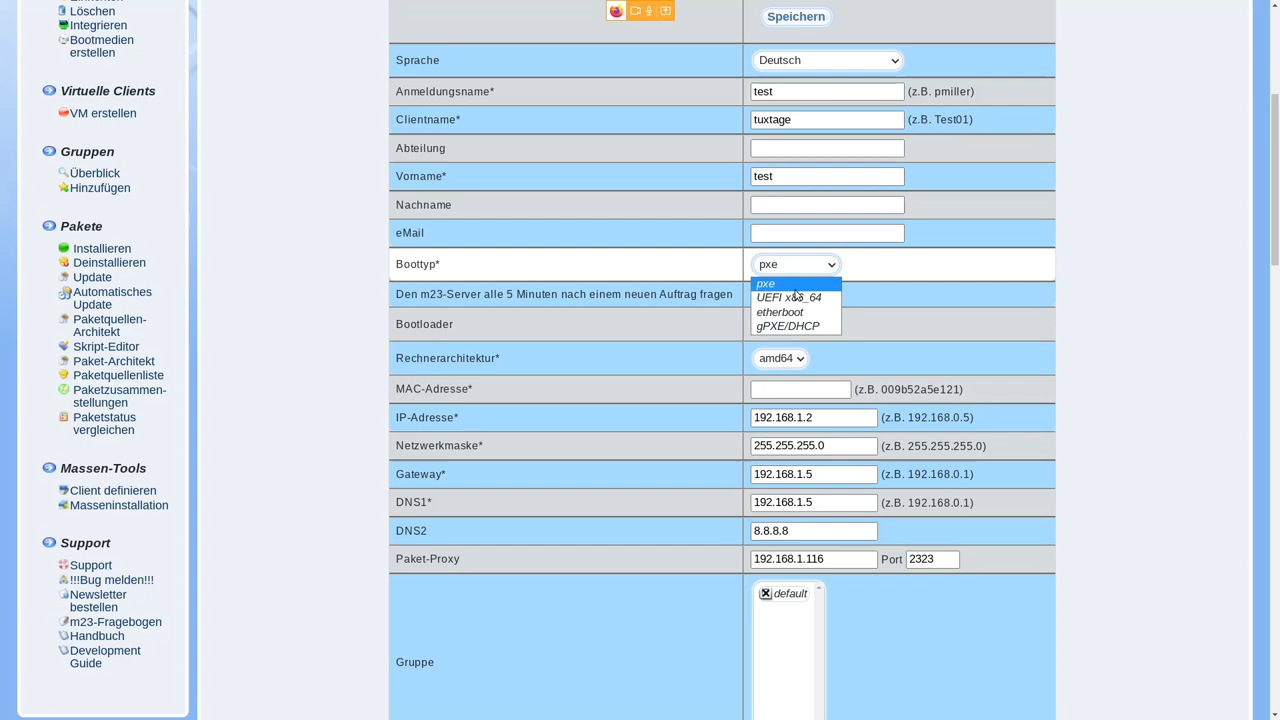 Löschen
Integrieren
Bootmedien
erstellen
Virtuelle Clients
VM erstellen
Gruppen
Überblick
Hinzufügen
Pakete
Installieren
Deinstallieren
Update
Automatisches
Update
Paketquellen-
Architekt
Skript-Editor
Paket-Architekt
Paketquellenliste
Paketzusammen-
stellungen
Paketstatus
vergleichen
Massen-Tools
Client definieren
Masseninstallation
Support
Support
!!!Bug melden!!!
Newsletter
bestellen
m23-Fragebogen
Handbuch
Development
Guide
Speichern
Sprache Deutsch
Anmeldungsname* test (z.B. pmiller)
Clientname* tuxtage (z.B. Test01)
Abteilung
Vorname* test
Nachname
eMail
Boottyp* pxe
pxe
UEFI x86_64
etherboot
gPXE/DHCP
Den m23-Server alle 5 Minuten nach einem neuen Auftrag fragen
Bootloader
Rechnerarchitektur* amd64
MAC-Adresse* (z.B. 009b52a5e121)
IP-Adresse* 192.168.1.2 (z.B. 192.168.0.5)
Netzwerkmaske* 255.255.255.0 (z.B. 255.255.255.0)
Gateway* 192.168.1.5 (z.B. 192.168.0.1)
DNS1* 192.168.1.5 (z.B. 192.168.0.1)
DNS2 8.8.8.8
Paket-Proxy 192.168.1.116 Port 2323
default
Gruppe